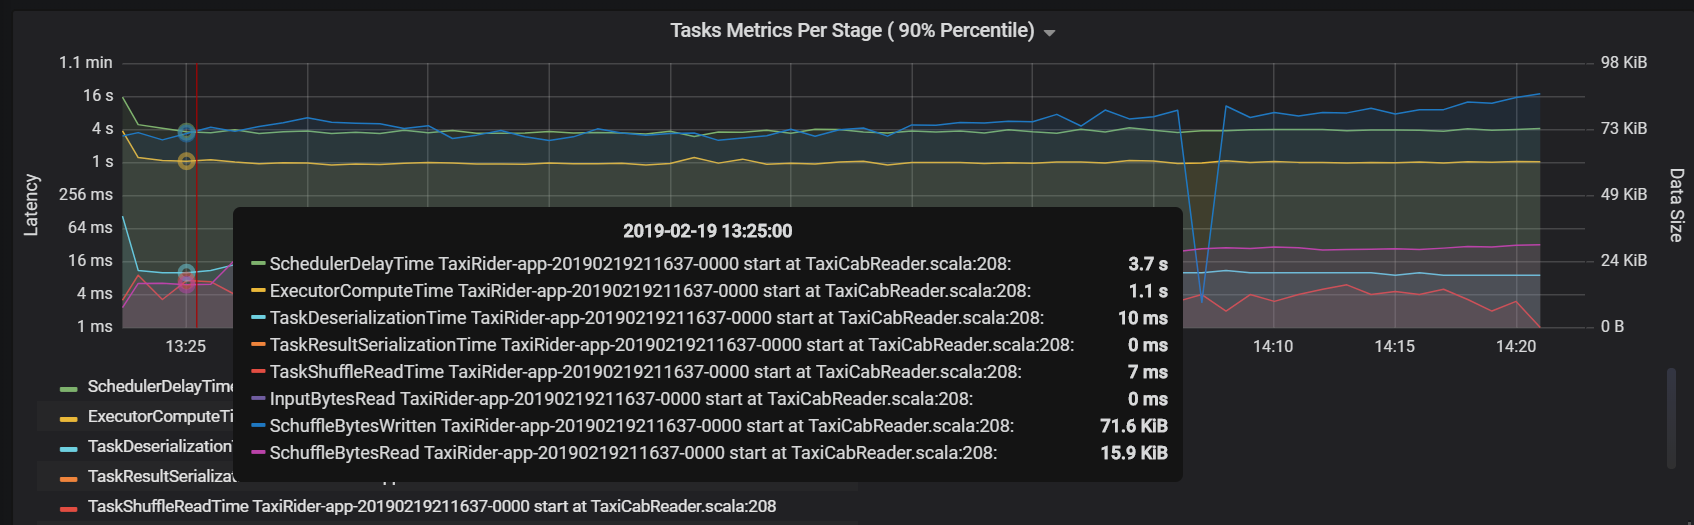 Tasks Metrics Per Stage ( 90% Percentile)
1.1 min
16 s
4 s
1 s
256 ms
64 ms
16 ms
4 ms
1 ms
Latency
98 KiB
73 KiB
49 KiB
24 KiB
0 B
Data Size
13:25
14:10
14:15
14:20
2019-02-19 13:25:00
SchedulerDelayTime TaxiRider-app-20190219211637-0000 start at TaxiCabReader.scala:208: 3.7 s
ExecutorComputeTime TaxiRider-app-20190219211637-0000 start at TaxiCabReader.scala:208: 1.1 s
TaskDeserializationTime TaxiRider-app-20190219211637-0000 start at TaxiCabReader.scala:208: 10 ms
TaskResultSerializationTime TaxiRider-app-20190219211637-0000 start at TaxiCabReader.scala:208: 0 ms
TaskShuffleReadTime TaxiRider-app-20190219211637-0000 start at TaxiCabReader.scala:208: 7 ms
InputBytesRead TaxiRider-app-20190219211637-0000 start at TaxiCabReader.scala:208: 0 ms
SchuffleBytesWritten TaxiRider-app-20190219211637-0000 start at TaxiCabReader.scala:208: 71.6 KiB
SchuffleBytesRead TaxiRider-app-20190219211637-0000 start at TaxiCabReader.scala:208: 15.9 KiB
SchedulerDelayTime
ExecutorComputeTi
TaskDeserialization
TaskResultSerializa
TaskShuffleReadTime TaxiRider-app-20190219211637-0000 start at TaxiCabReader.scala:208